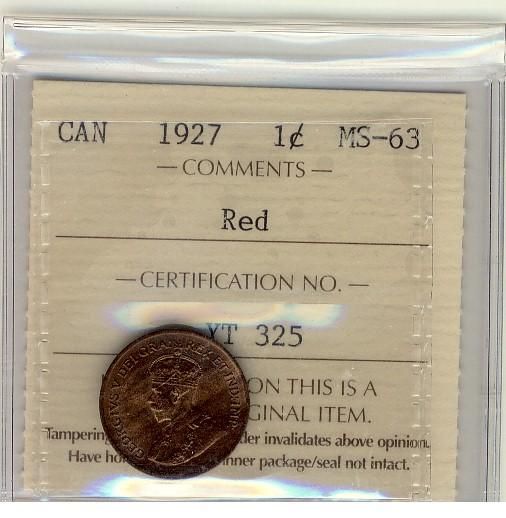 CAN 1927 1¢ MS-63
— COMMENTS —
Red
— CERTIFICATION NO. —
YT 325
ON THIS IS A
GINAL ITEM.
Tampering der invalidates above opinion.
Have ho inner package/seal not intact.
GEORGIVS V DEI GRA: REX ET IND: IMP: